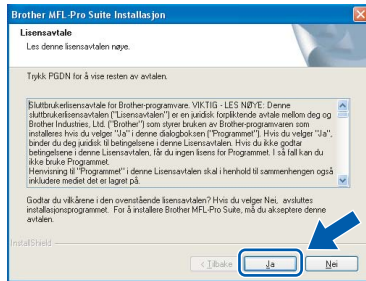 Brother MFL-Pro Suite Installasjon
Lisensavtale
Les denne lisensavtalen nøye.
Trykk PGDN for å vise resten av avtalen.
Sluttbrukerlisensavtale for Brother-programvare. VIKTIG - LES NØYE: Denne
sluttbrukerlisensavtalen ("Lisensavtalen") er en juridisk forpliktende avtale mellom deg og
Brother Industries, Ltd. ("Brother") som styrer bruken av Brother-programvaren som
installeres hvis du velger "Ja" i denne dialogboksen ("Programmet"). Hvis du velger "Ja",
binder du deg juridisk til betingelsene i denne Lisensavtalen. Hvis du ikke godtar
betingelsene i denne Lisensavtalen, får du ingen lisens for Programmet. I så fall kan du
ikke bruke Programmet.
Henvisning til "Programmet" i denne Lisensavtalen skal i henhold til sammenhengen også
inkludere mediet det er lagret på.
Godtar du vilkårene i den ovenstående lisensavtalen? Hvis du velger Nei, avsluttes
installasjonsprogrammet. For å installere Brother MFL-Pro Suite, må du akseptere denne
avtalen.
InstallShield
< Tilbake Ja Nei